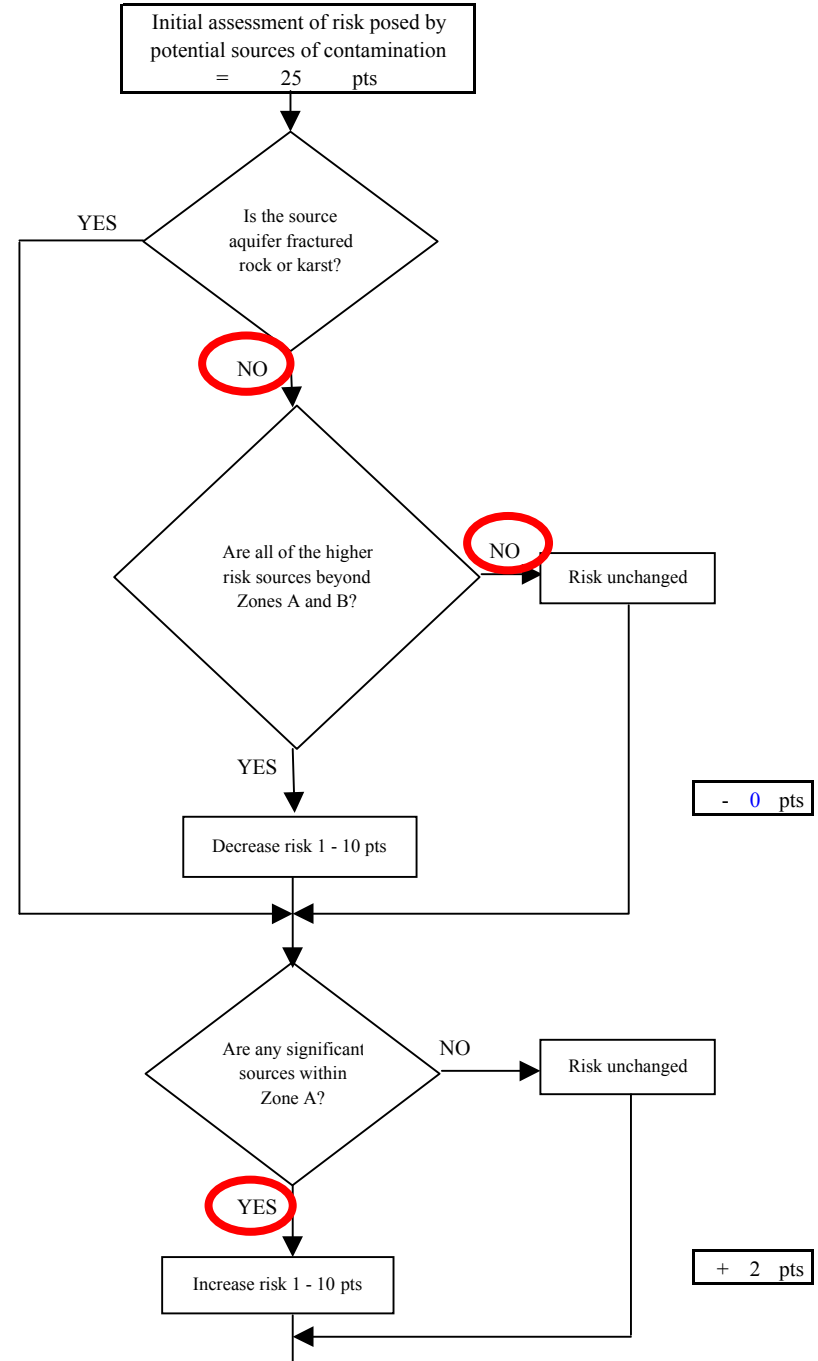 Initial assessment of risk posed by
potential sources of contamination
= 25 pts
YES
Is the source
aquifer fractured
rock or karst?
NO
Are all of the higher
risk sources beyond
Zones A and B?
NO
Risk unchanged
YES
- 0 pts
Decrease risk 1 - 10 pts
Are any significant
sources within
Zone A?
NO
Risk unchanged
YES
Increase risk 1 - 10 pts
+ 2 pts